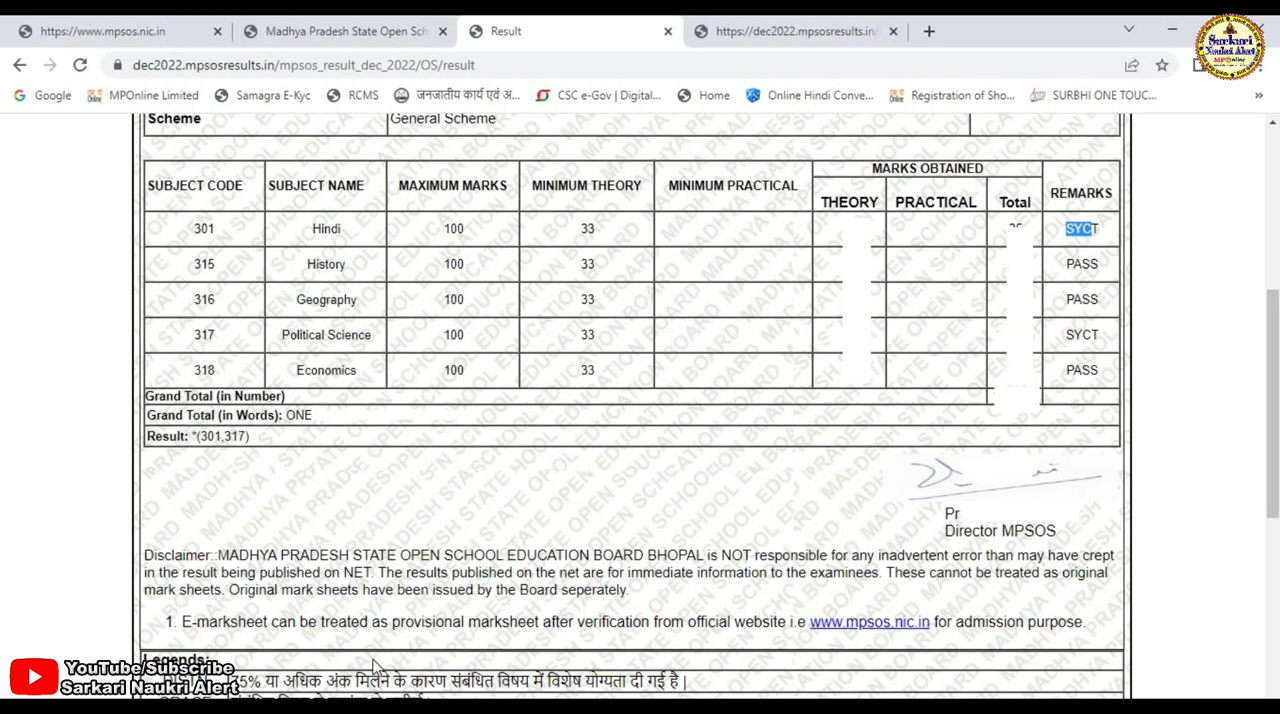 https://www.mpsos.nic.in
Madhya Pradesh State Open Sch
Result
https://dec2022.mpsosresults.in/
Sarkari
Naukri Alert
MPOnline
dec2022.mpsosresults.in/mpsos_result_dec_2022/OS/result
Google MPOnline Limited Samagra E-Kyc RCMS जनजातीय कार्य एवं अ... CSC e-Gov | Digital... Home Online Hindi Conve... Registration of Sho... SURBHI ONE TOUC... »
Scheme General Scheme
SUBJECT CODE SUBJECT NAME MAXIMUM MARKS MINIMUM THEORY MINIMUM PRACTICAL MARKS OBTAINED REMARKS
THEORY PRACTICAL Total
301 Hindi 100 33 SYCT
315 History 100 33 PASS
316 Geography 100 33 PASS
317 Political Science 100 33 SYCT
318 Economics 100 33 PASS
Grand Total (in Number)
Grand Total (in Words): ONE
Result: *(301,317)
Pr
Director MPSOS
Disclaimer::MADHYA PRADESH STATE OPEN SCHOOL EDUCATION BOARD BHOPAL is NOT responsible for any inadvertent error than may have crept
in the result being published on NET. The results published on the net are for immediate information to the examinees. These cannot be treated as original
mark sheets. Original mark sheets have been issued by the Board seperately.
1. E-marksheet can be treated as provisional marksheet after verification from official website i.e www.mpsos.nic.in for admission purpose.
Legends:
75% या अधिक अंक मिलने के कारण संबंधित विषय में विशेष योग्यता दी गई है |
YouTube/Subscribe
Sarkari Naukri Alert